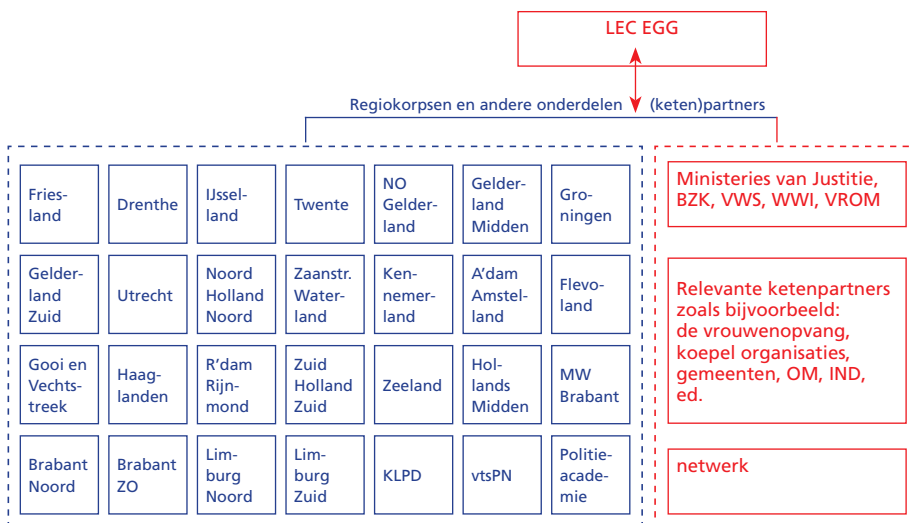 LEC EGG
Regiokorpsen en andere onderdelen (keten)partners
Fries-
land
Drenthe
IJssel-
land
Twente
NO
Gelder-
land
Gelder-
land
Midden
Gro-
ningen
Gelder-
land
Zuid
Utrecht
Noord
Holland
Noord
Zaanstr.
Water-
land
Ken-
nemer-
land
A'dam
Amstel-
land
Flevo-
land
Gooi en
Vechts-
treek
Haag-
landen
R'dam
Rijn-
mond
Zuid
Holland
Zuid
Zeeland
Hol-
lands
Midden
MW
Brabant
Brabant
Noord
Brabant
ZO
Lim-
burg
Noord
Lim-
burg
Zuid
KLPD
vtsPN
Politie-
acade-
mie
Ministeries van Justitie,
BZK, VWS, WWI, VROM
Relevante ketenpartners
zoals bijvoorbeeld:
de vrouwenopvang,
koepel organisaties,
gemeenten, OM, IND,
ed.
netwerk